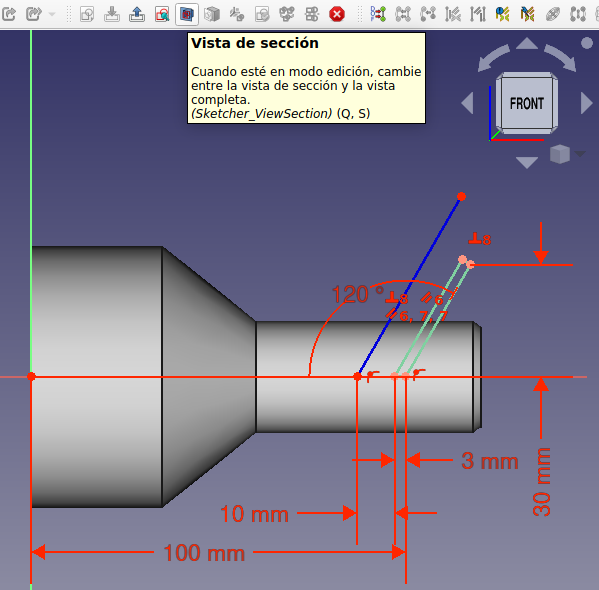 Vista de sección
Cuando esté en modo edición, cambie
entre la vista de sección y la vista
completa.
(Sketcher_ViewSection) (Q, S)
FRONT
120 °
3 mm
10 mm
30 mm
100 mm